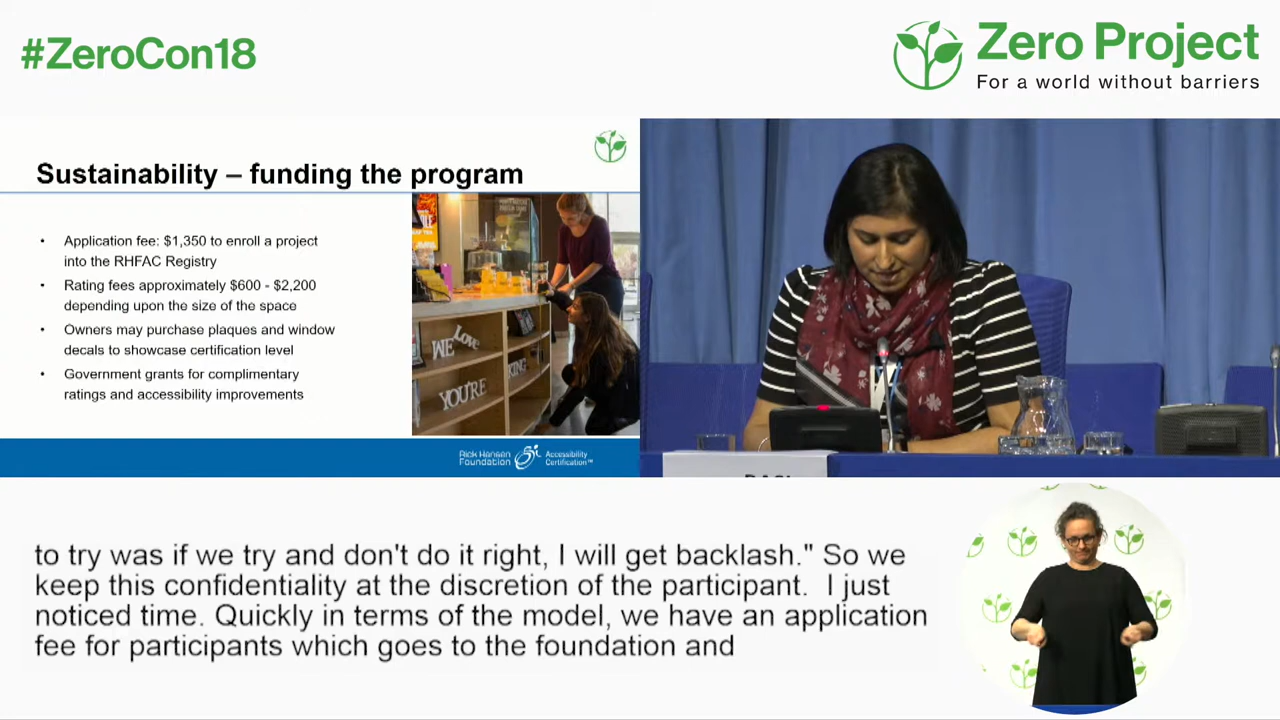 #ZeroCon18
Zero Project
For a world without barriers
Sustainability – funding the program
• Application fee: $1,350 to enroll a project
into the RHFAC Registry
• Rating fees approximately $600 - $2,200
depending upon the size of the space
• Owners may purchase plaques and window
decals to showcase certification level
• Government grants for complimentary
ratings and accessibility improvements
WE Love
YOU'RE
Rick Hansen
Foundation
Accessibility
Certification™
to try was if we try and don't do it right, I will get backlash." So we
keep this confidentiality at the discretion of the participant.  I just
noticed time. Quickly in terms of the model, we have an application
fee for participants which goes to the foundation and